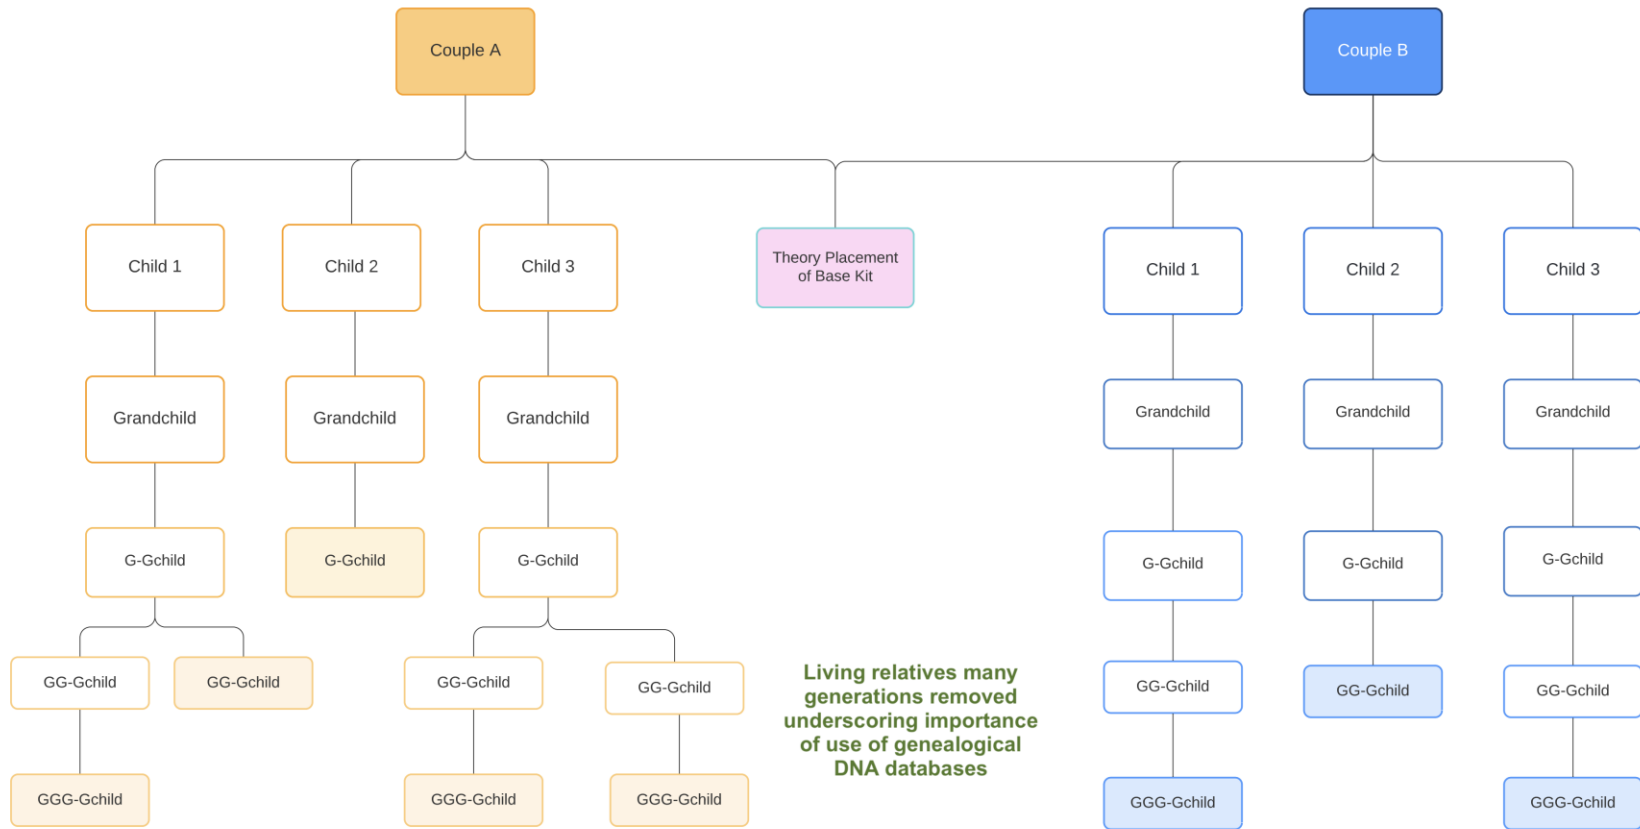 Couple A
Couple B
Child 1
Child 2
Child 3
Theory Placement
of Base Kit
Child 1
Child 2
Child 3
Grandchild
Grandchild
Grandchild
Grandchild
Grandchild
Grandchild
G-Gchild
G-Gchild
G-Gchild
G-Gchild
G-Gchild
G-Gchild
GG-Gchild
GG-Gchild
GG-Gchild
GG-Gchild
Living relatives many
generations removed
underscoring importance
of use of genealogical
DNA databases
GG-Gchild
GG-Gchild
GG-Gchild
GGG-Gchild
GGG-Gchild
GGG-Gchild
GGG-Gchild
GGG-Gchild